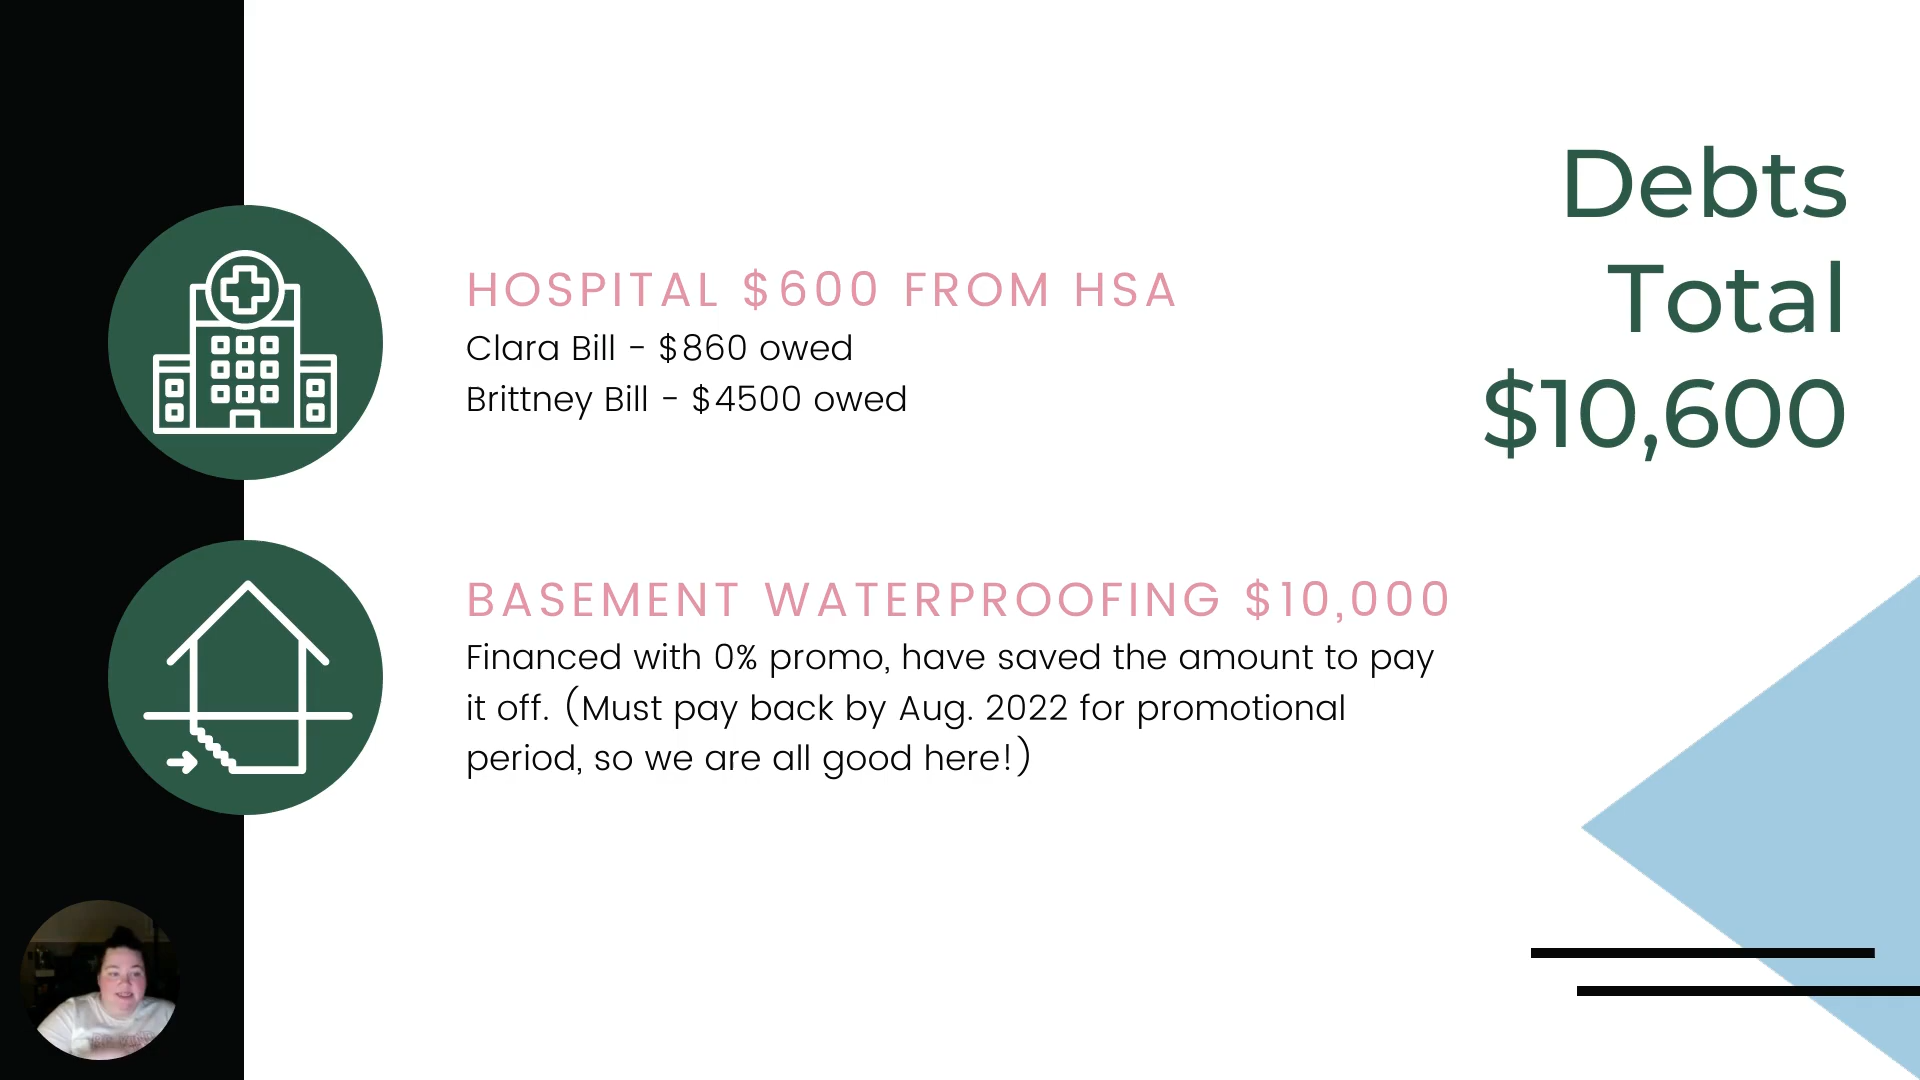 Debts
Total
$10,600
HOSPITAL $600 FROM HSA
Clara Bill - $860 owed
Brittney Bill - $4500 owed
BASEMENT WATERPROOFING $10,000
Financed with 0% promo, have saved the amount to pay
it off. (Must pay back by Aug. 2022 for promotional
period, so we are all good here!)